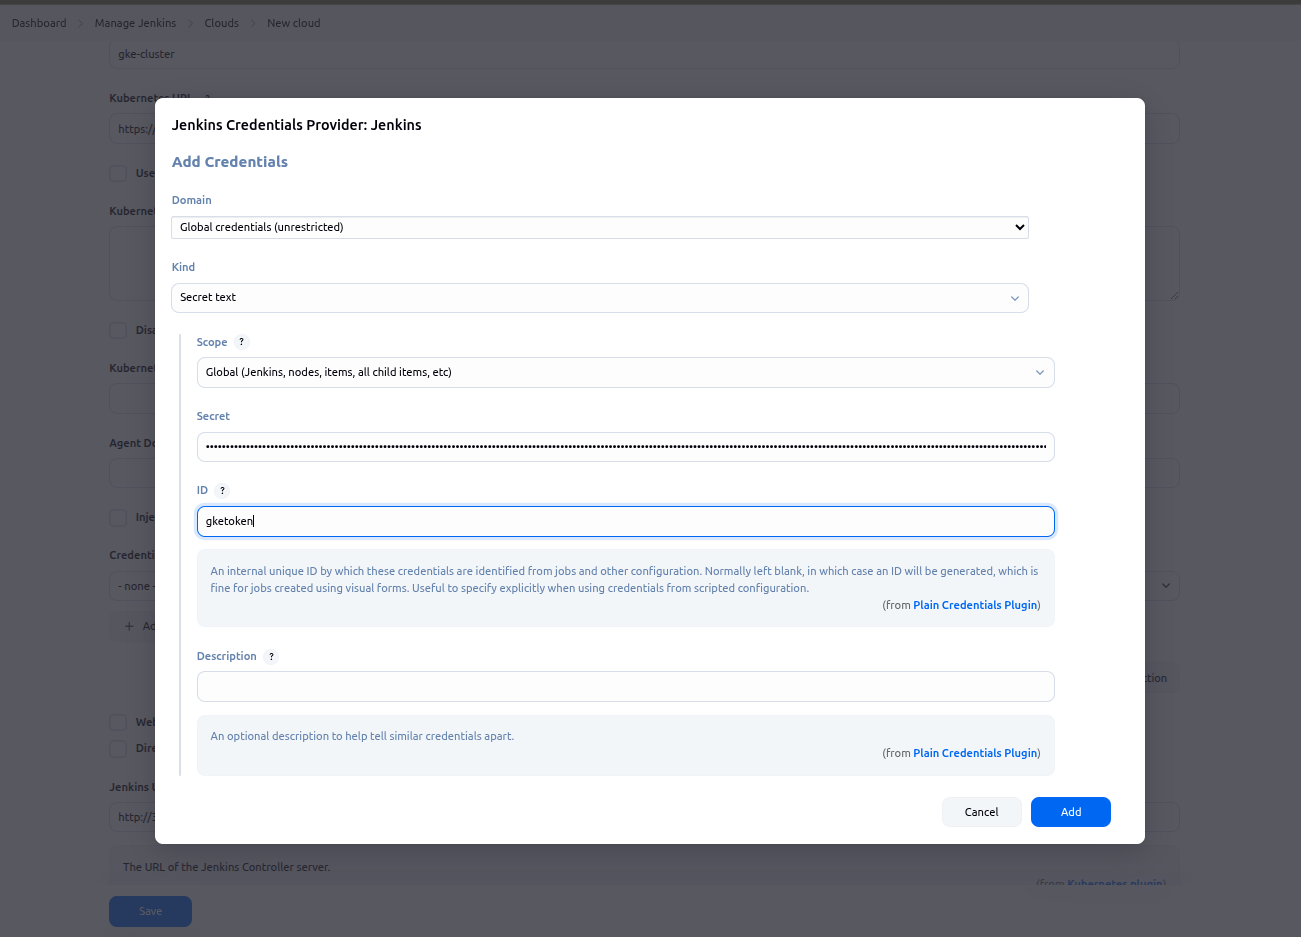 Dashboard > Manage Jenkins > Clouds > New cloud
gke-cluster
Kubernetes URL ?
https:/
Use
Kubernet
Disa
Kubernet
Agent Do
Inje
Credenti
- none -
+ Ad
ction
Web
Dire
Jenkins U
http://3
The URL of the Jenkins Controller server.
(from Kubernetes plugin)
Save
Jenkins Credentials Provider: Jenkins
Add Credentials
Domain
Global credentials (unrestricted)
Kind
Secret text
Scope ?
Global (Jenkins, nodes, items, all child items, etc)
Secret
ID ?
gketoken
An internal unique ID by which these credentials are identified from jobs and other configuration. Normally left blank, in which case an ID will be generated, which is
fine for jobs created using visual forms. Useful to specify explicitly when using credentials from scripted configuration.
(from Plain Credentials Plugin)
Description ?
An optional description to help tell similar credentials apart.
(from Plain Credentials Plugin)
Cancel
Add